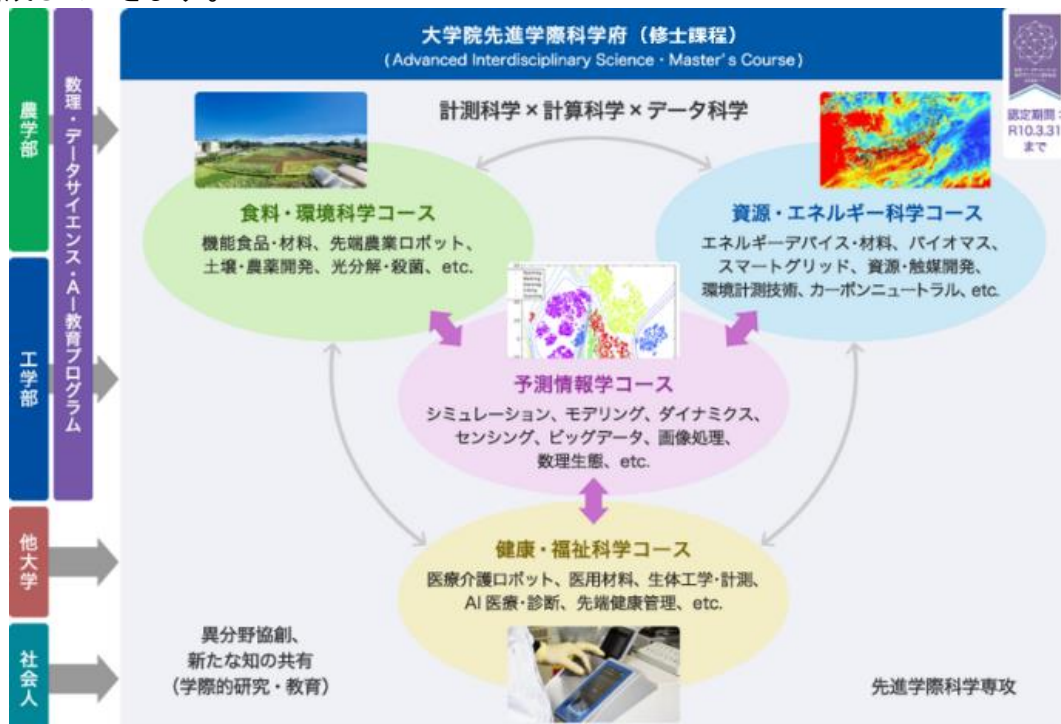 大学院先進学際科学府（修士課程）
(Advanced Interdisciplinary Science・Master's Course)
農学部
工学部
他大学
社会人
数理・データサイエンス・AI教育プログラム
認定期間：
R10.3.31
まで
計測科学×計算科学×データ科学
食料・環境科学コース
機能食品・材料、先端農業ロボット、
土壌・農薬開発、光分解・殺菌、etc.
資源・エネルギー科学コース
エネルギーデバイス・材料、バイオマス、
スマートグリッド、資源・触媒開発、
環境計測技術、カーボンニュートラル、etc.
予測情報学コース
シミュレーション、モデリング、ダイナミクス、
センシング、ビッグデータ、画像処理、
数理生態、etc.
健康・福祉科学コース
医療介護ロボット、医用材料、生体工学・計測、
AI医療・診断、先端健康管理、etc.
異分野協創、
新たな知の共有
（学際的研究・教育）
先進学際科学専攻